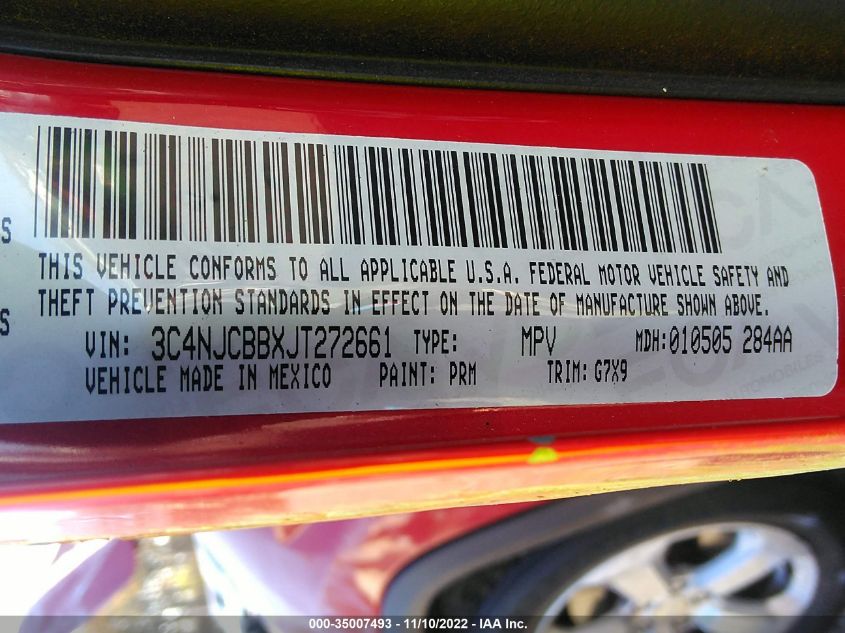 THIS VEHICLE CONFORMS TO ALL APPLICABLE U.S.A. FEDERAL MOTOR VEHICLE SAFETY AND
THEFT PREVENTION STANDARDS IN EFFECT ON THE DATE OF MANUFACTURE SHOWN ABOVE.
VIN: 3C4NJCBBXJT272661 TYPE: MPV MDH:010505 284AA
VEHICLE MADE IN MEXICO PAINT: PRM TRIM: G7X9
000-35007493 - 11/10/2022 - IAA Inc.